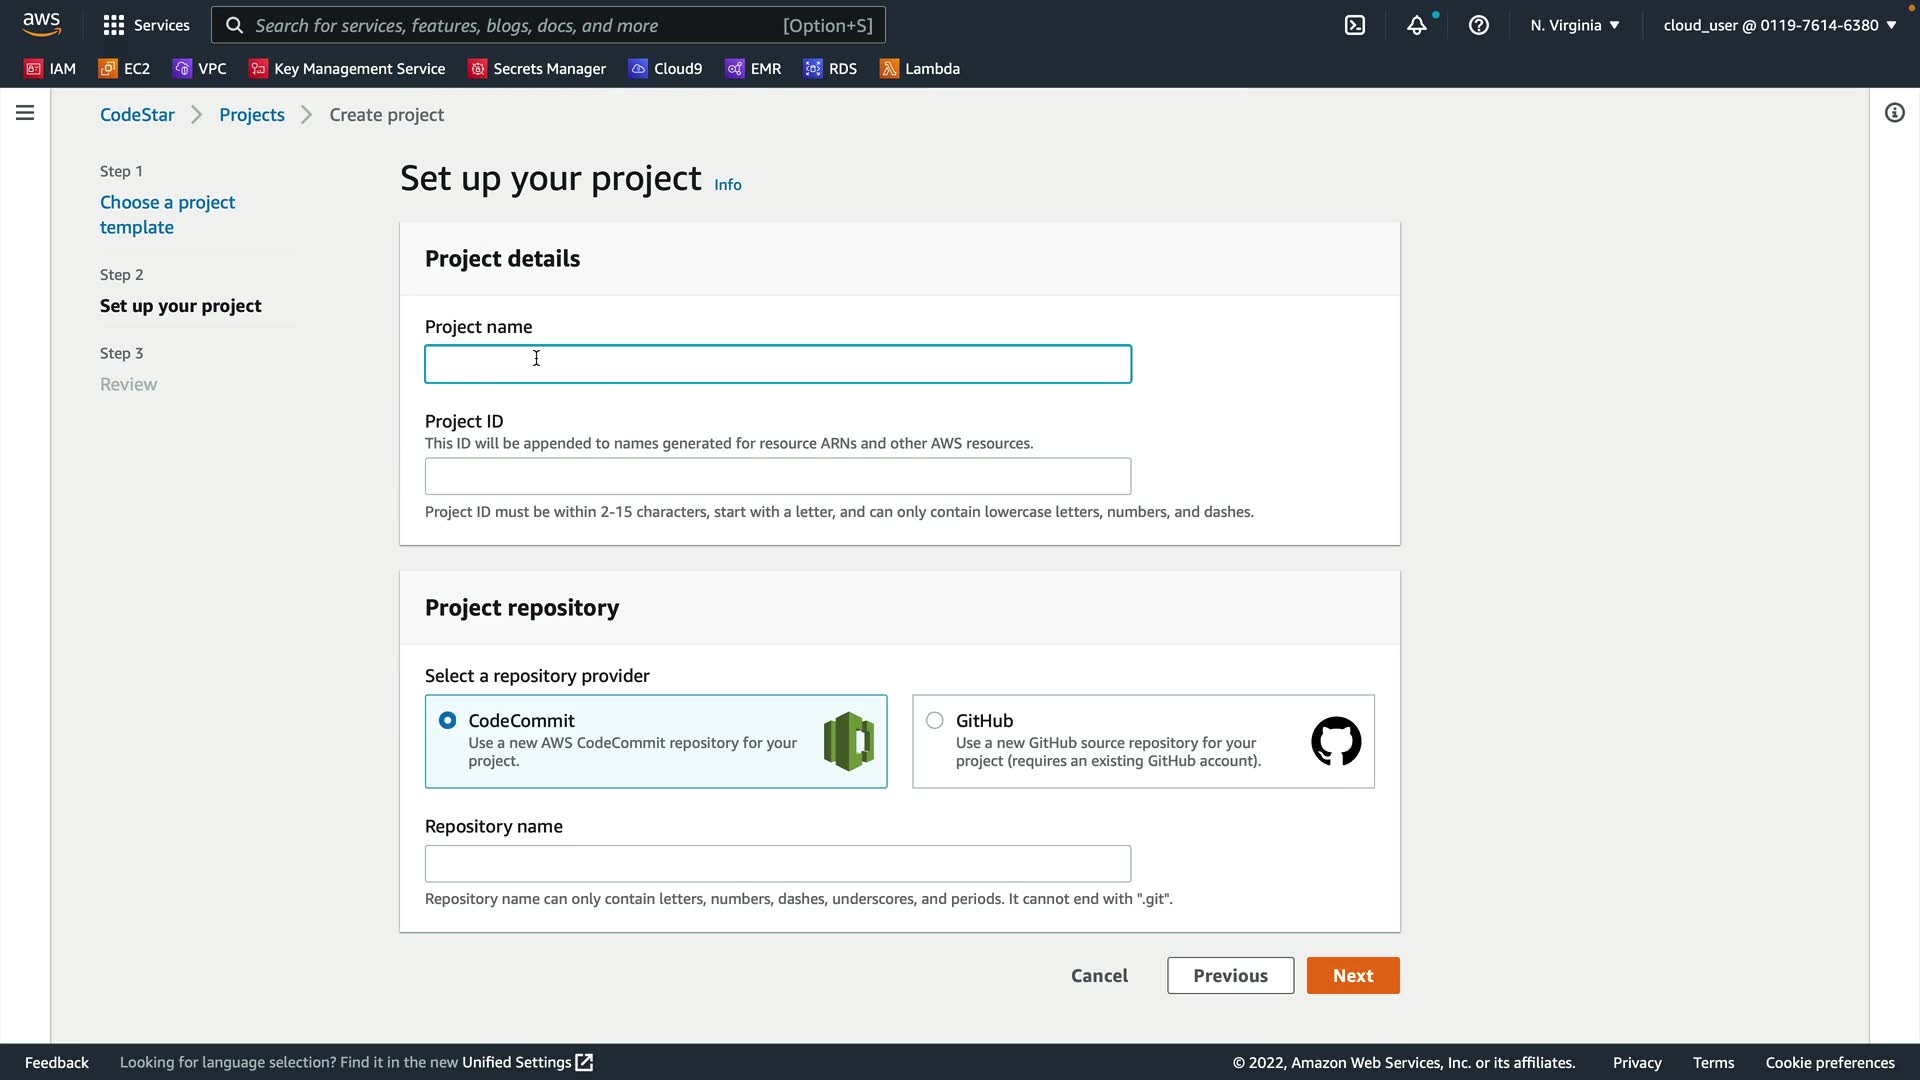 aws
Services
Search for services, features, blogs, docs, and more [Option+S]
N. Virginia ▼
cloud_user @ 0119-7614-6380 ▼
IAM
EC2
VPC
Key Management Service
Secrets Manager
Cloud9
EMR
RDS
Lambda
CodeStar > Projects > Create project
Step 1
Choose a project
template
Step 2
Set up your project
Step 3
Review
Set up your project Info
Project details
Project name
Project ID
This ID will be appended to names generated for resource ARNs and other AWS resources.
Project ID must be within 2-15 characters, start with a letter, and can only contain lowercase letters, numbers, and dashes.
Project repository
Select a repository provider
CodeCommit
Use a new AWS CodeCommit repository for your
project.
GitHub
Use a new GitHub source repository for your
project (requires an existing GitHub account).
Repository name
Repository name can only contain letters, numbers, dashes, underscores, and periods. It cannot end with ".git".
Cancel
Previous
Next
Feedback
Looking for language selection? Find it in the new Unified Settings
© 2022, Amazon Web Services, Inc. or its affiliates.
Privacy
Terms
Cookie preferences